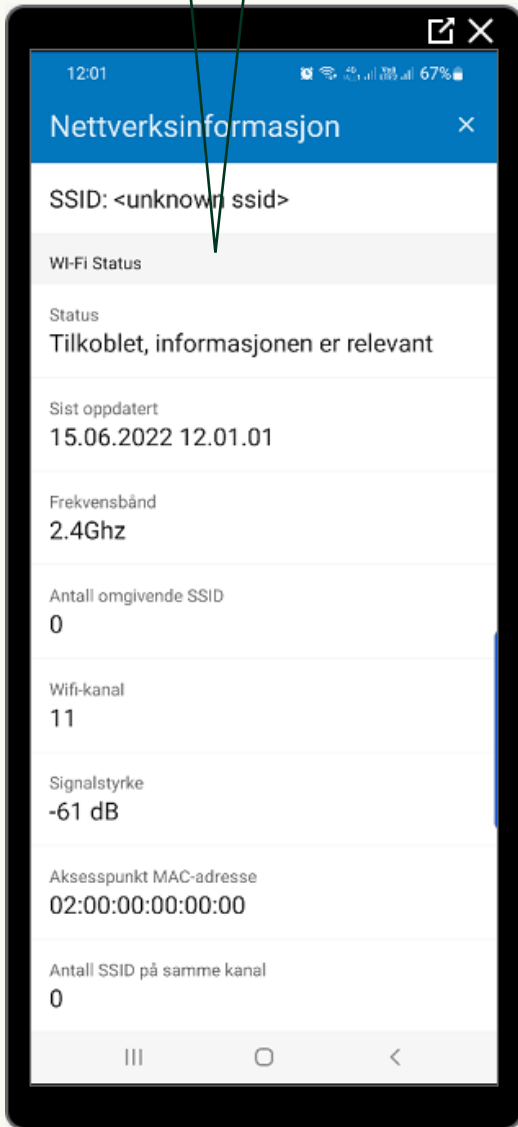 12:01 67%
Nettverksinformasjon
SSID: <unknown ssid>
WI-Fi Status
Status
Tilkoblet, informasjonen er relevant
Sist oppdatert
15.06.2022 12.01.01
Frekvensbånd
2.4Ghz
Antall omgivende SSID
0
Wifi-kanal
11
Signalstyrke
-61 dB
Aksesspunkt MAC-adresse
02:00:00:00:00:00
Antall SSID på samme kanal
0